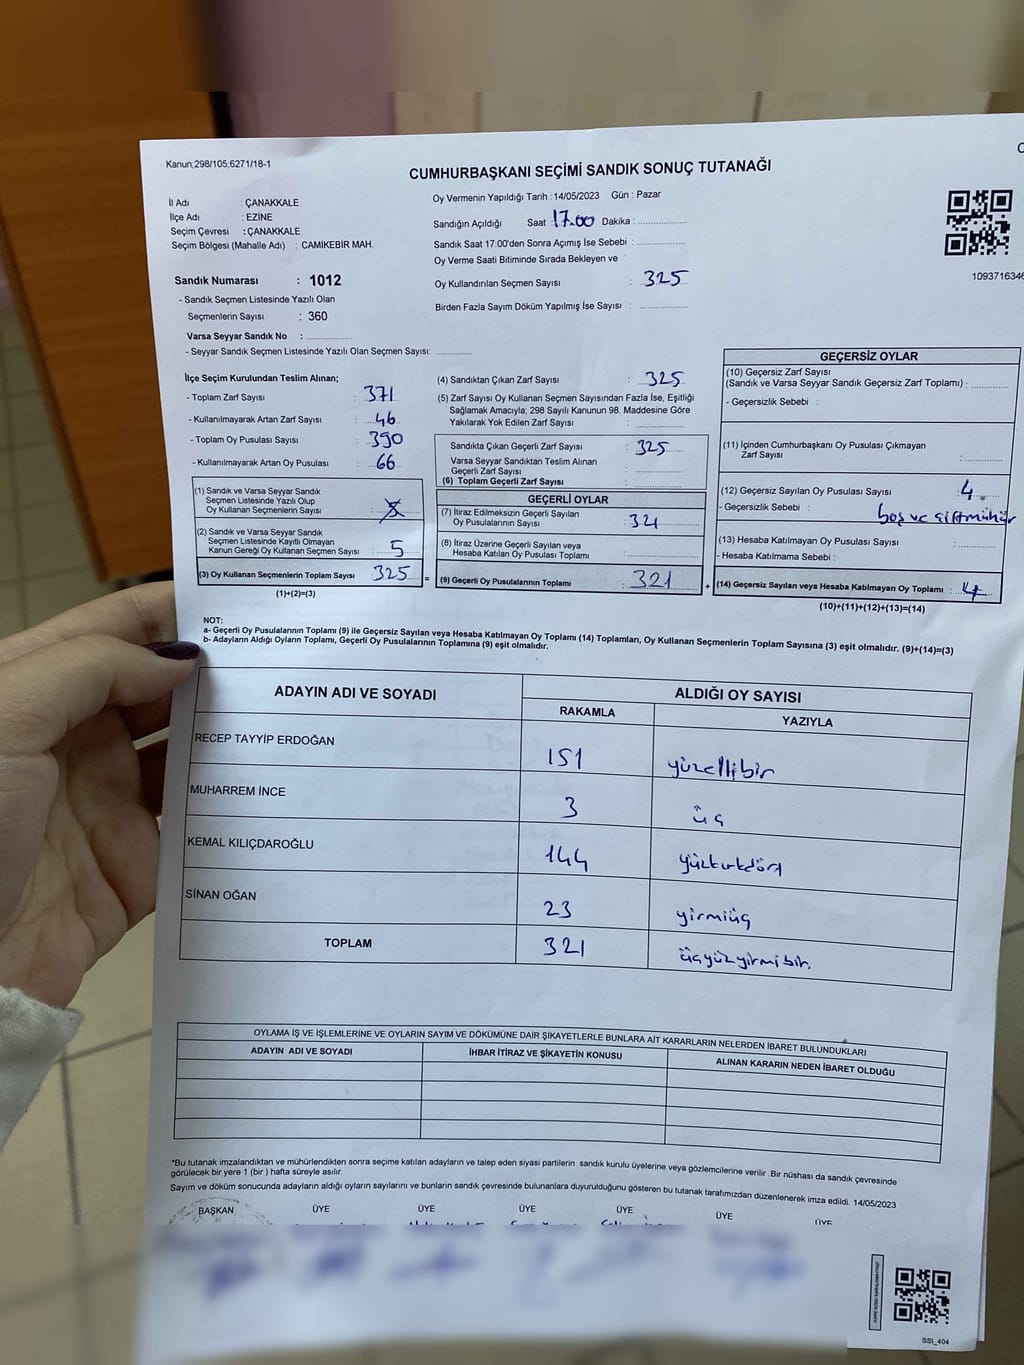 Kanun;298/105;6271/18-1
CUMHURBAŞKANI SEÇİMİ SANDIK SONUÇ TUTANAĞI
İl Adı : ÇANAKKALE
İlçe Adı : EZİNE
Seçim Çevresi : ÇANAKKALE
Seçim Bölgesi (Mahalle Adı) : CAMİKEBİR MAH.
Sandık Numarası : 1012
- Sandık Seçmen Listesinde Yazılı Olan
Seçmenlerin Sayısı : 360
Varsa Seyyar Sandık No : ..............
- Seyyar Sandık Seçmen Listesinde Yazılı Olan Seçmen Sayısı: ............
Oy Vermenin Yapıldığı Tarih : 14/05/2023 Gün : Pazar
Sandığın Açıldığı Saat 17.00 Dakika : ..............
Sandık Saat 17:00'den Sonra Açımış İse Sebebi : ..............
Oy Verme Saati Bitiminde Sırada Bekleyen ve
Oy Kullandırılan Seçmen Sayısı : 325
Birden Fazla Sayım Döküm Yapılmış İse Sayısı : ..............
1093716346
İlçe Seçim Kurulundan Teslim Alınan;
- Toplam Zarf Sayısı : 371
- Kullanılmayarak Artan Zarf Sayısı : 46
- Toplam Oy Pusulası Sayısı : 390
- Kullanılmayarak Artan Oy Pusulası : 66
(1) Sandık ve Varsa Seyyar Sandık
Seçmen Listesinde Yazılı Olup
Oy Kullanan Seçmenlerin Sayısı :
(2) Sandık ve Varsa Seyyar Sandık
Seçmen Listesinde Kayıtlı Olmayan
Kanun Gereği Oy Kullanan Seçmen Sayısı : 5
(3) Oy Kullanan Seçmenlerin Toplam Sayısı : 325 =
(1)+(2)=(3)
(4) Sandıktan Çıkan Zarf Sayısı : 325
(5) Zarf Sayısı Oy Kullanan Seçmen Sayısından Fazla İse, Eşitliği
Sağlamak Amacıyla; 298 Sayılı Kanunun 98. Maddesine Göre
Yakılarak Yok Edilen Zarf Sayısı : ..............
Sandıkta Çıkan Geçerli Zarf Sayısı : 325
Varsa Seyyar Sandıktan Teslim Alınan
Geçerli Zarf Sayısı : ..............
(6) Toplam Geçerli Zarf Sayısı : ..............
GEÇERLİ OYLAR
(7) İtiraz Edilmeksizin Geçerli Sayılan
Oy Pusulalarının Sayısı : 321
(8) İtiraz Üzerine Geçerli Sayılan veya
Hesaba Katılan Oy Pusulası Toplamı : ..............
(9) Geçerli Oy Pusulalarının Toplamı : 321 +
GEÇERSİZ OYLAR
(10) Geçersiz Zarf Sayısı
(Sandık ve Varsa Seyyar Sandık Geçersiz Zarf Toplamı) : ............
- Geçersizlik Sebebi :
(11) İçinden Cumhurbaşkanı Oy Pusulası Çıkmayan
Zarf Sayısı : ..............
(12) Geçersiz Sayılan Oy Pusulası Sayısı : 4
- Geçersizlik Sebebi : boş ve çiftmühür
(13) Hesaba Katılmayan Oy Pusulası Sayısı : ..............
- Hesaba Katılmama Sebebi :
(14) Geçersiz Sayılan veya Hesaba Katılmayan Oy Toplamı : 4
(10)+(11)+(12)+(13)=(14)
NOT:
a- Geçerli Oy Pusulalarının Toplamı (9) ile Geçersiz Sayılan veya Hesaba Katılmayan Oy Toplamı (14) Toplamları, Oy Kullanan Seçmenlerin Toplam Sayısına (3) eşit olmalıdır. (9)+(14)=(3)
b- Adayların Aldığı Oyların Toplamı, Geçerli Oy Pusulalarının Toplamına (9) eşit olmalıdır.
ADAYIN ADI VE SOYADI ALDIĞI OY SAYISI
RAKAMLA YAZIYLA
RECEP TAYYİP ERDOĞAN 151 yüzellibir
MUHARREM İNCE 3 üç
KEMAL KILIÇDAROĞLU 144 yüzkırkdört
SİNAN OĞAN 23 yirmiüç
TOPLAM 321 üçyüzyirmibir.
OYLAMA İŞ VE İŞLEMLERİNE VE OYLARIN SAYIM VE DÖKÜMÜNE DAİR ŞİKAYETLERLE BUNLARA AİT KARARLARIN NELERDEN İBARET BULUNDUKLARI
ADAYIN ADI VE SOYADI İHBAR İTİRAZ VE ŞİKAYETİN KONUSU ALINAN KARARIN NEDEN İBARET OLDUĞU
*Bu tutanak imzalandıktan ve mühürlendikten sonra seçime katılan adayların ve talep eden siyasi partilerin sandık kurulu üyelerine veya gözlemcilerine verilir. Bir nüshası da sandık çevresinde
görülecek bir yere 1 (bir) hafta süreyle asılır.
Sayım ve döküm sonucunda adayların aldığı oyların sayılarını ve bunların sandık çevresinde bulunanlara duyurulduğunu gösteren bu tutanak tarafımızdan düzenlenerek imza edildi. 14/05/2023
BAŞKAN ÜYE ÜYE ÜYE ÜYE ÜYE ÜYE
SSI_404